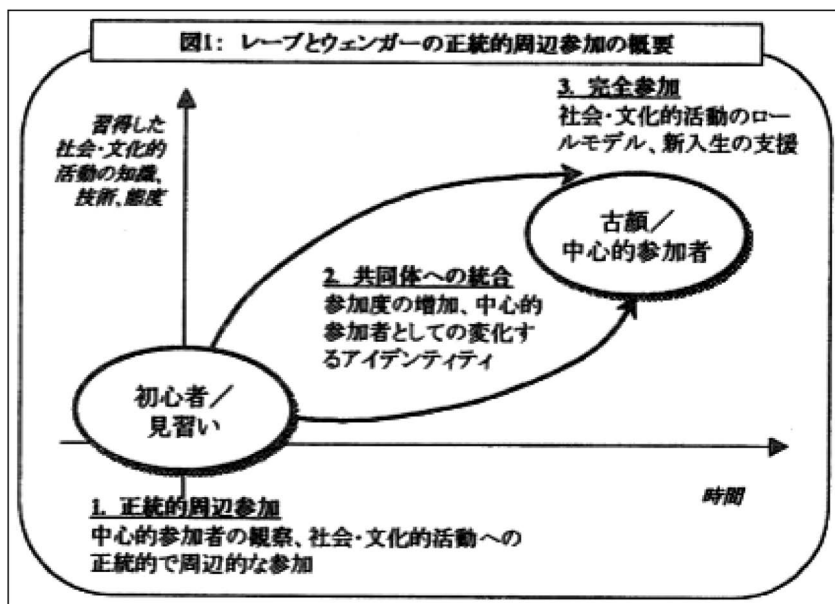 図1: レーブとウェンガーの正統的周辺参加の概要
習得した
社会・文化的
活動の知識、
技術、態度
3. 完全参加
社会・文化的活動のロー
ルモデル、新入生の支援
古顔／
中心的参加者
2. 共同体への統合
参加度の増加、中心的
参加者としての変化す
るアイデンティティ
初心者／
見習い
時間
1. 正統的周辺参加
中心的参加者の観察、社会・文化的活動への
正統的で周辺的な参加